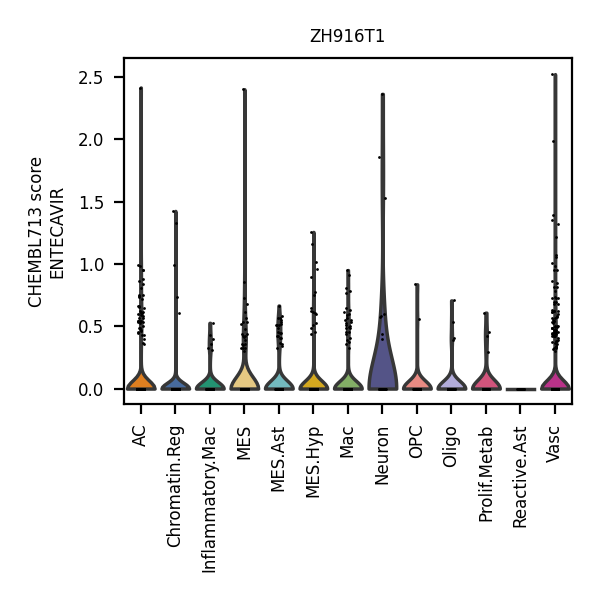 ZH916T1
CHEMBL713 score
ENTECAVIR
2.5
2.0
1.5
1.0
0.5
0.0
AC
Chromatin.Reg
Inflammatory.Mac
MES
MES.Ast
MES.Hyp
Mac
Neuron
OPC
Oligo
Prolif.Metab
Reactive.Ast
Vasc